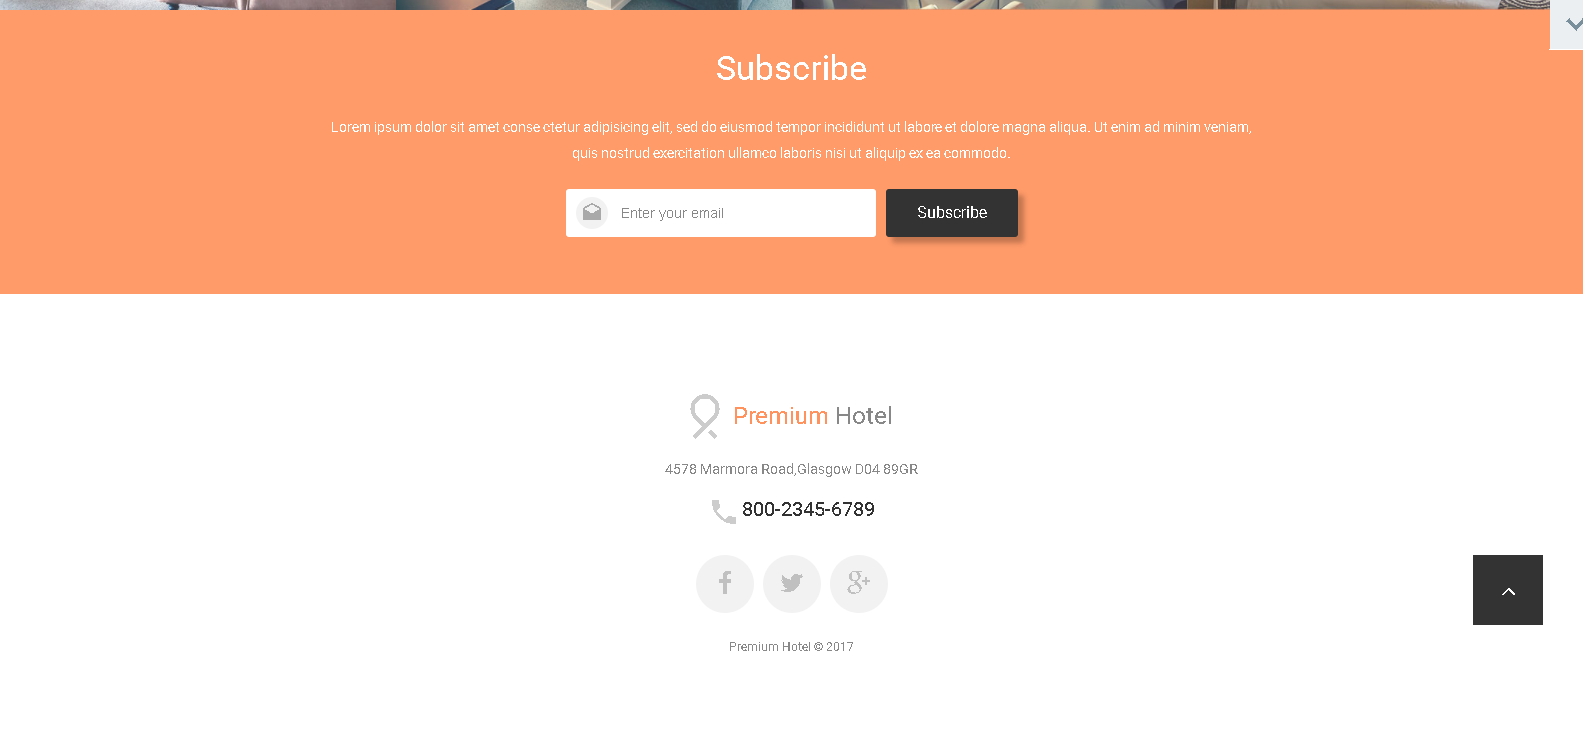 Subscribe
Lorem ipsum dolor sit amet conse ctetur adipisicing elit, sed do eiusmod tempor incididunt ut labore et dolore magna aliqua. Ut enim ad minim veniam,
quis nostrud exercitation ullamco laboris nisi ut aliquip ex ea commodo.
Enter your email
Subscribe
Premium Hotel
4578 Marmora Road,Glasgow D04 89GR
800-2345-6789
Premium Hotel © 2017